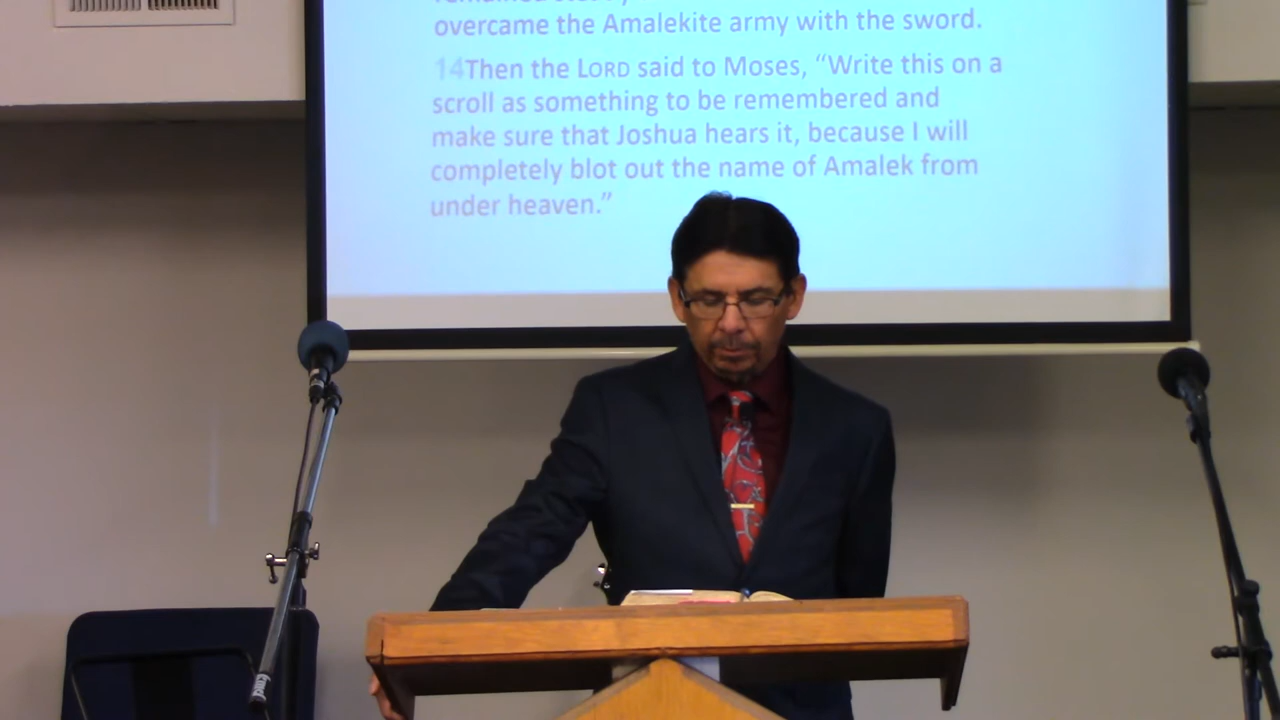 overcame the Amalekite army with the sword.
14Then the LORD said to Moses, “Write this on a
scroll as something to be remembered and
make sure that Joshua hears it, because I will
completely blot out the name of Amalek from
under heaven.”